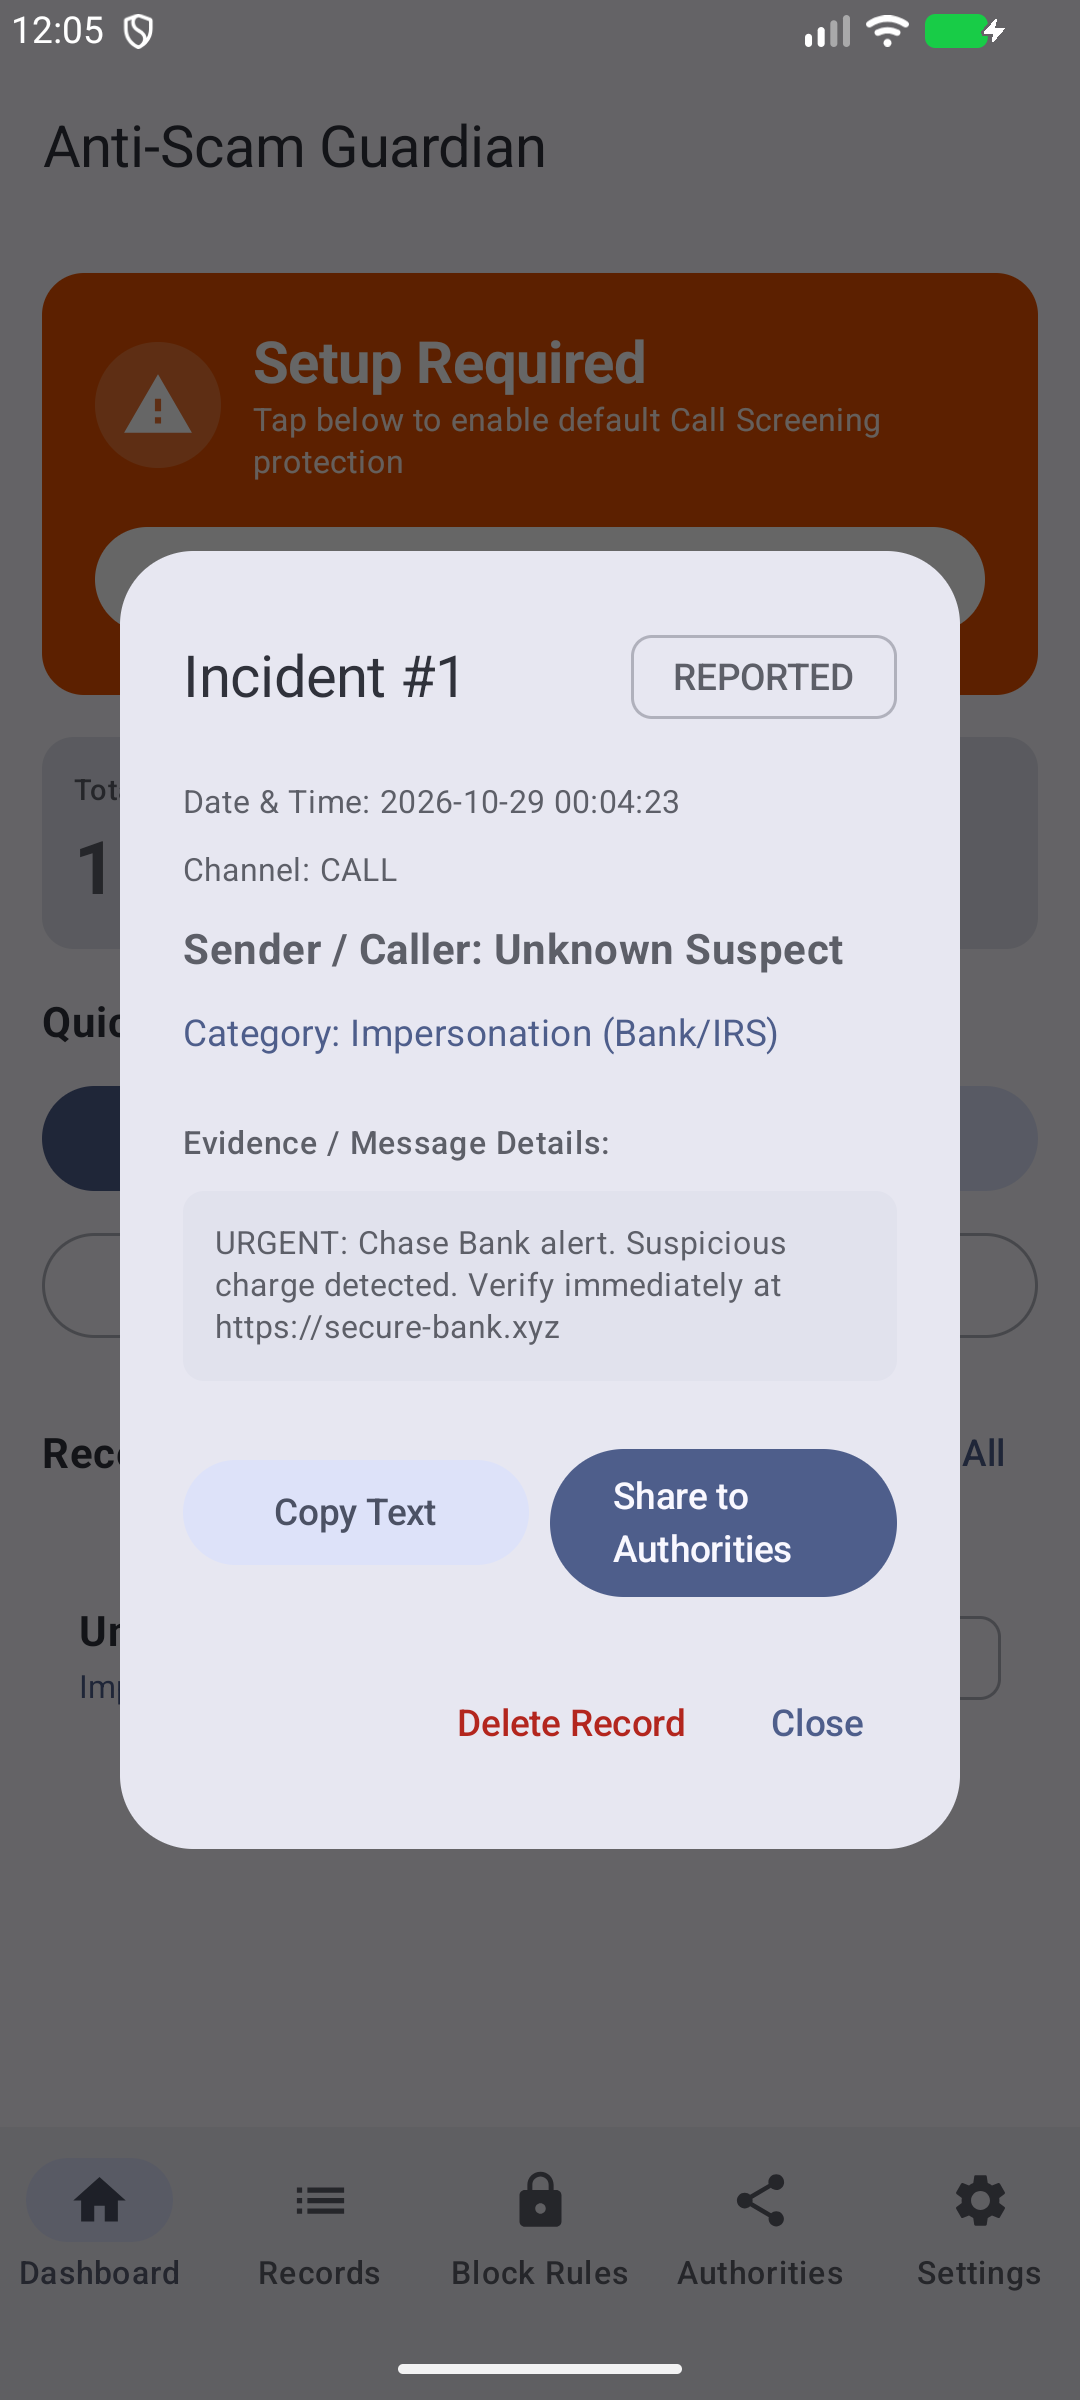 12:05
Anti-Scam Guardian
Setup Required
Tap below to enable default Call Screening
protection
Incident #1
REPORTED
Date & Time: 2026-10-29 00:04:23
1
Channel: CALL
Sender / Caller: Unknown Suspect
Category: Impersonation (Bank/IRS)
Evidence / Message Details:
URGENT: Chase Bank alert. Suspicious
charge detected. Verify immediately at
https://secure-bank.xyz
All
Copy Text
Share to
Authorities
Delete Record
Close
Dashboard
Records
Block Rules
Authorities
Settings